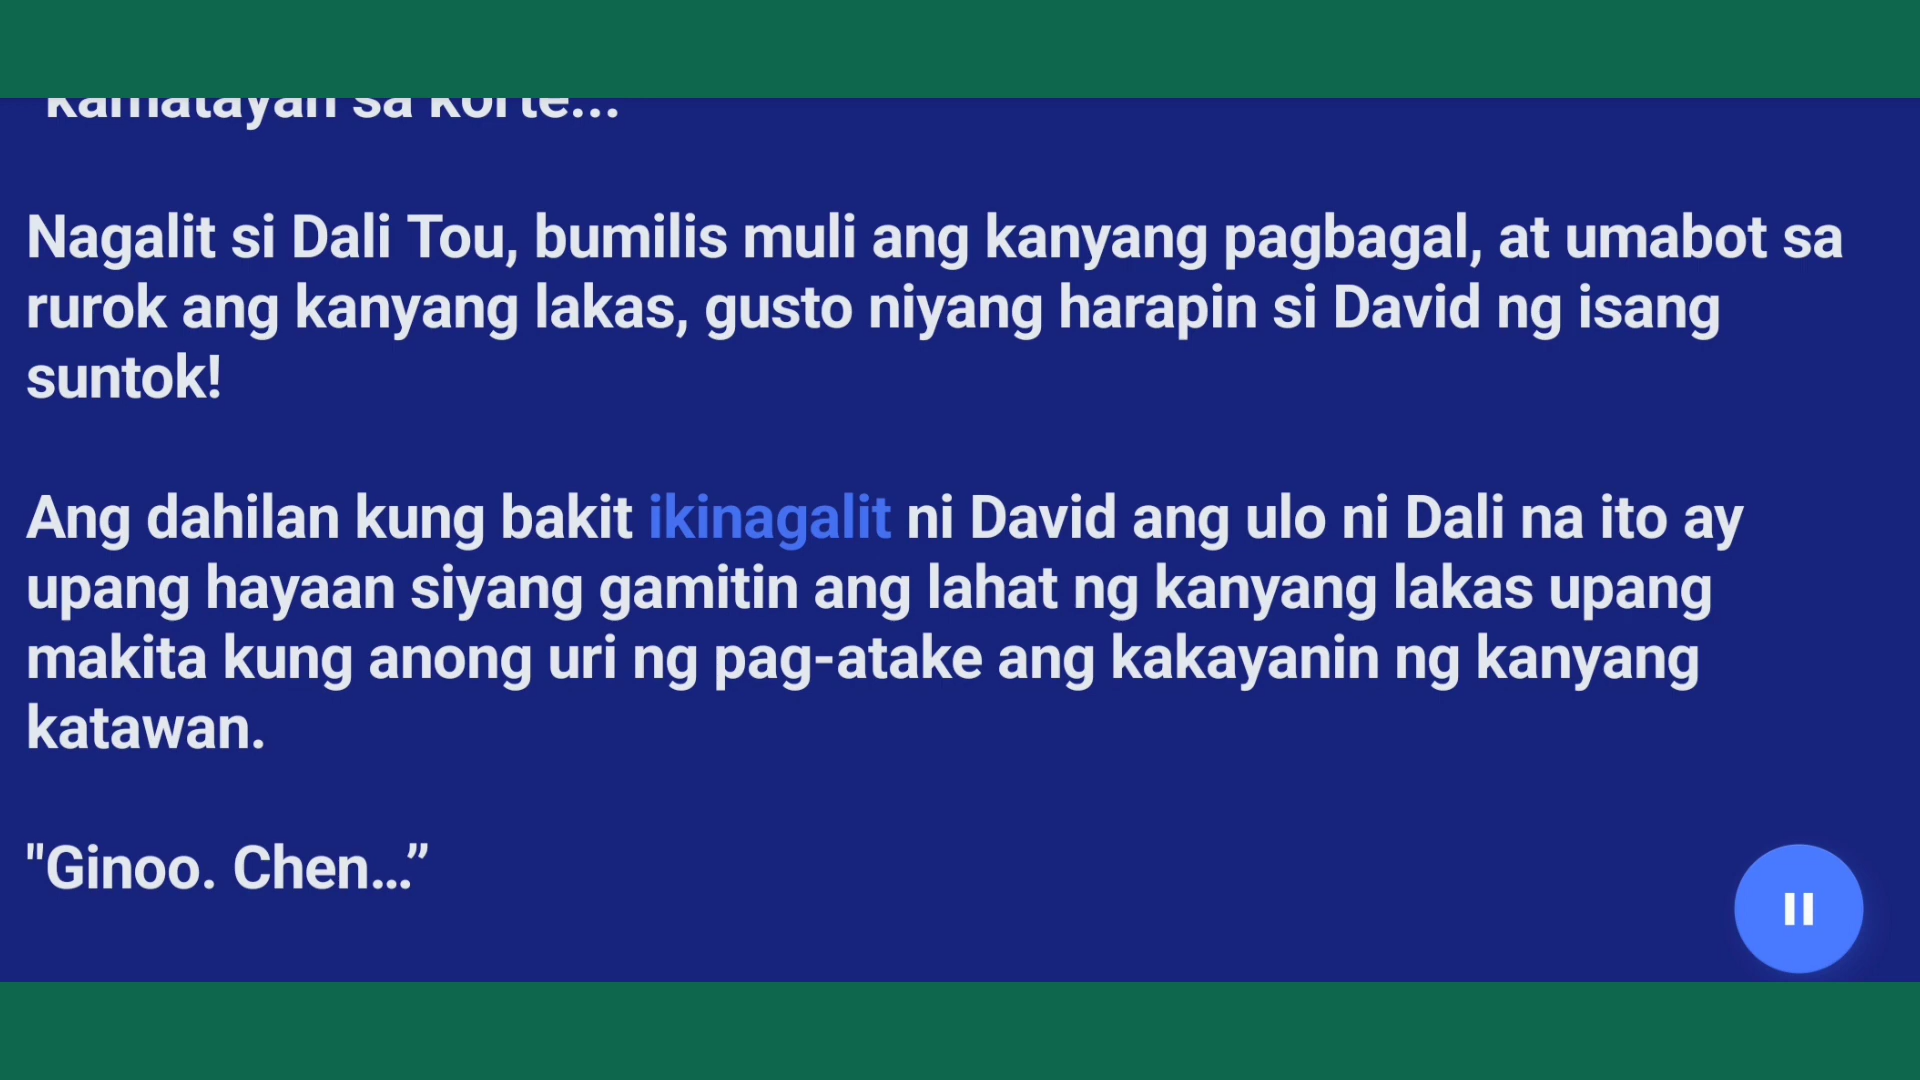 kamatayan sa korte...
Nagalit si Dali Tou, bumilis muli ang kanyang pagbagal, at umabot sa
rurok ang kanyang lakas, gusto niyang harapin si David ng isang
suntok!
Ang dahilan kung bakit ikinagalit ni David ang ulo ni Dali na ito ay
upang hayaan siyang gamitin ang lahat ng kanyang lakas upang
makita kung anong uri ng pag-atake ang kakayanin ng kanyang
katawan.
"Ginoo. Chen…”